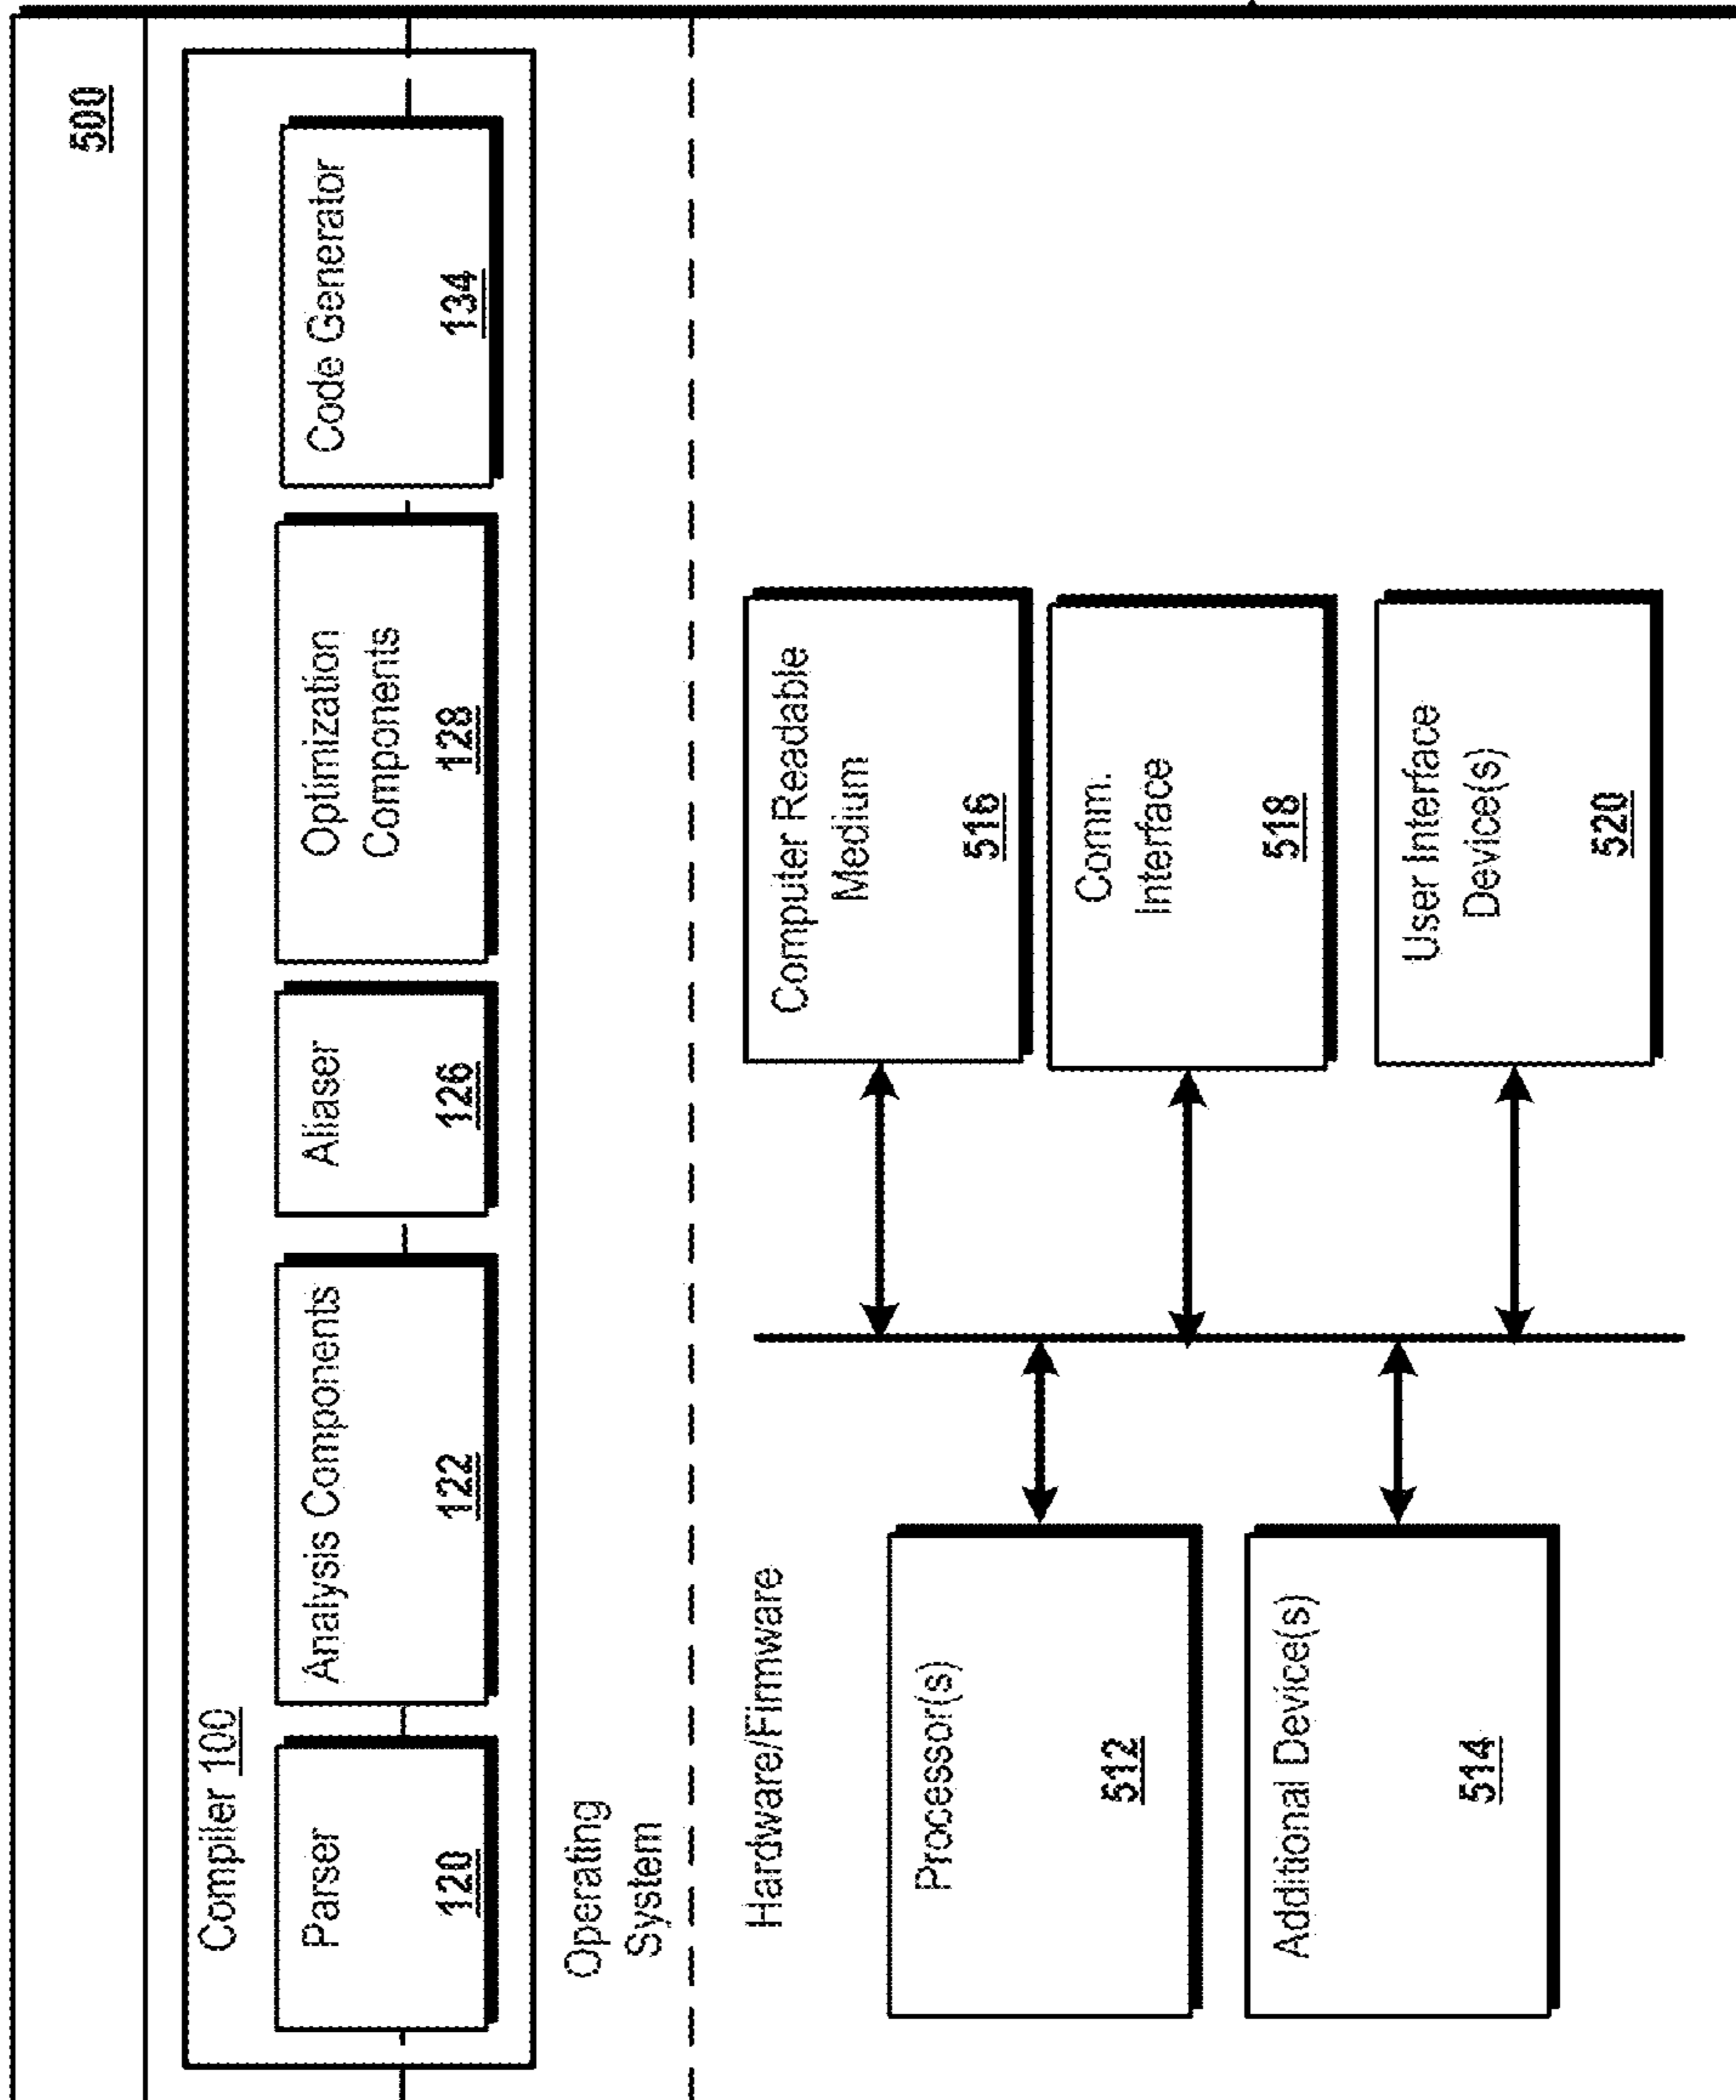 500
Compiler 100
Parser
120
Analysis Components
122
Aliaser
126
Optimization
Components
128
Code Generator
134
Operating
System
Hardware/Firmware
Processor(s)
512
Additional Device(s)
514
Computer Readable
Medium
516
Comm.
Interface
518
User Interface
Device(s)
520